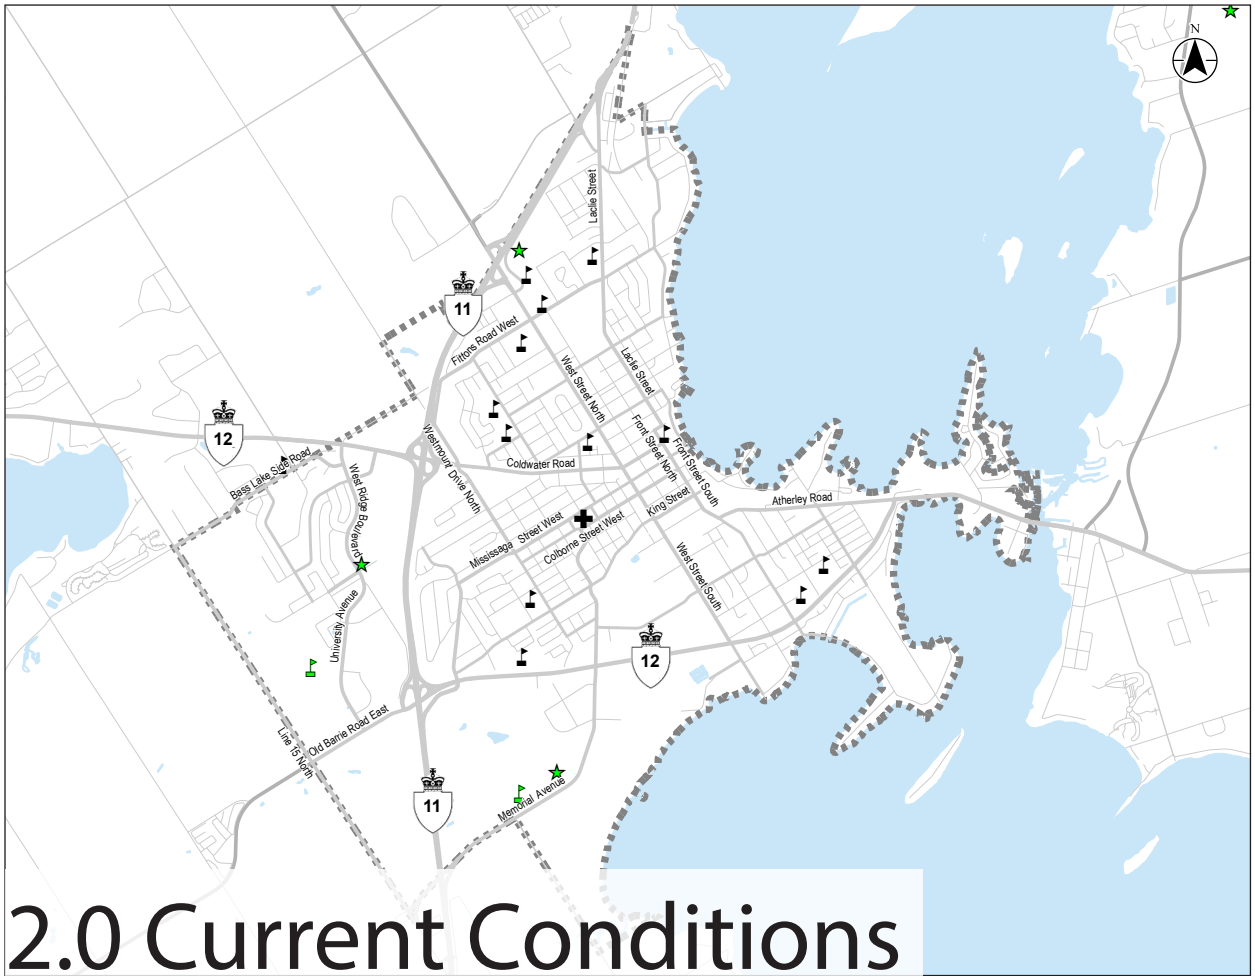 N
Laclie Street
11
Fittons Road West
West Street North
Laclie Street
12
Bass Lake Side Road
West Ridge Boulevard
Westmount Drive North
Coldwater Road
Front Street North
Front Street South
King Street
Atherley Road
Mississaga Street West
Colborne Street West
West Street South
University Avenue
12
Old Barrie Road East
Line 15 North
11
Memorial Avenue
2.0 Current Conditions